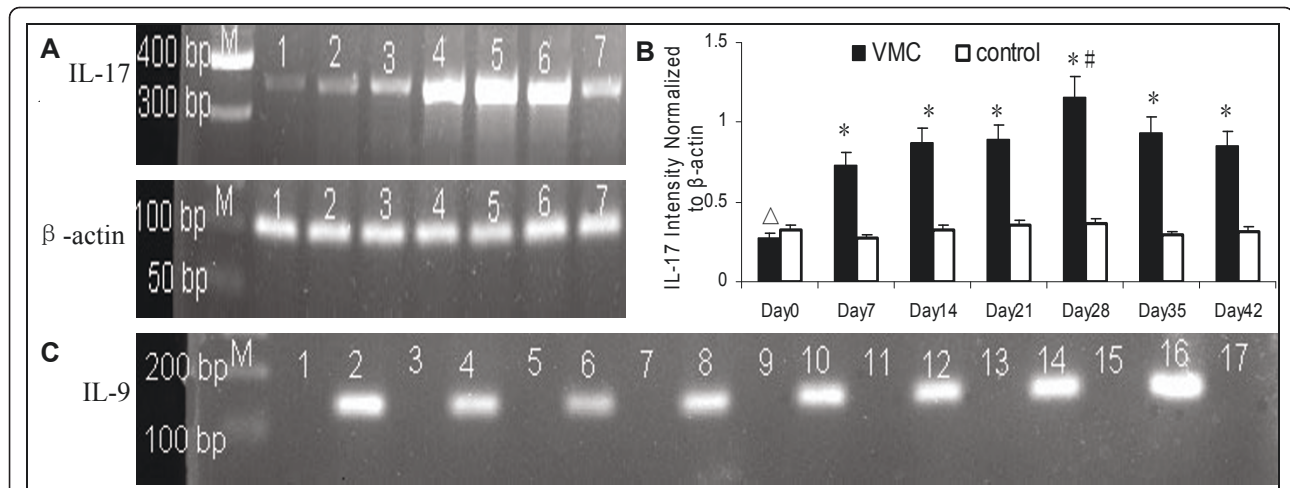 A
IL-17
400 bp
300 bp
M 1 2 3 4 5 6 7
β-actin
100 bp
50 bp
M 1 2 3 4 5 6 7
B
IL-17 Intensity Normalized
to β-actin
1.5
1
0.5
0
VMC control
△ * * * * # * *
Day0 Day7 Day14 Day21 Day28 Day35 Day42
C
IL-9
200 bp
100 bp
M 1 2 3 4 5 6 7 8 9 10 11 12 13 14 15 16 17